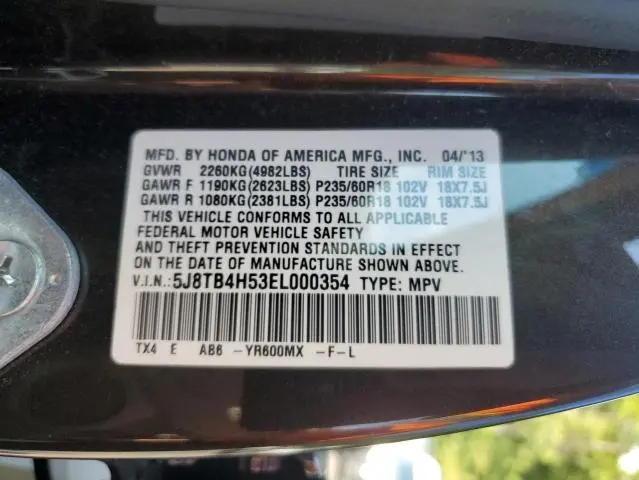 MFD. BY HONDA OF AMERICA MFG., INC. 04/'13
GVWR 2260KG(4982LBS) TIRE SIZE RIM SIZE
GAWR F 1190KG(2623LBS) P235/60R18 102V 18X7.5J
GAWR R 1080KG(2381LBS) P235/60R18 102V 18X7.5J
THIS VEHICLE CONFORMS TO ALL APPLICABLE
FEDERAL MOTOR VEHICLE SAFETY
AND THEFT PREVENTION STANDARDS IN EFFECT
ON THE DATE OF MANUFACTURE SHOWN ABOVE.
V.I.N.:5J8TB4H53EL000354 TYPE: MPV
TX4 E AB6 -YR600MX -F-L